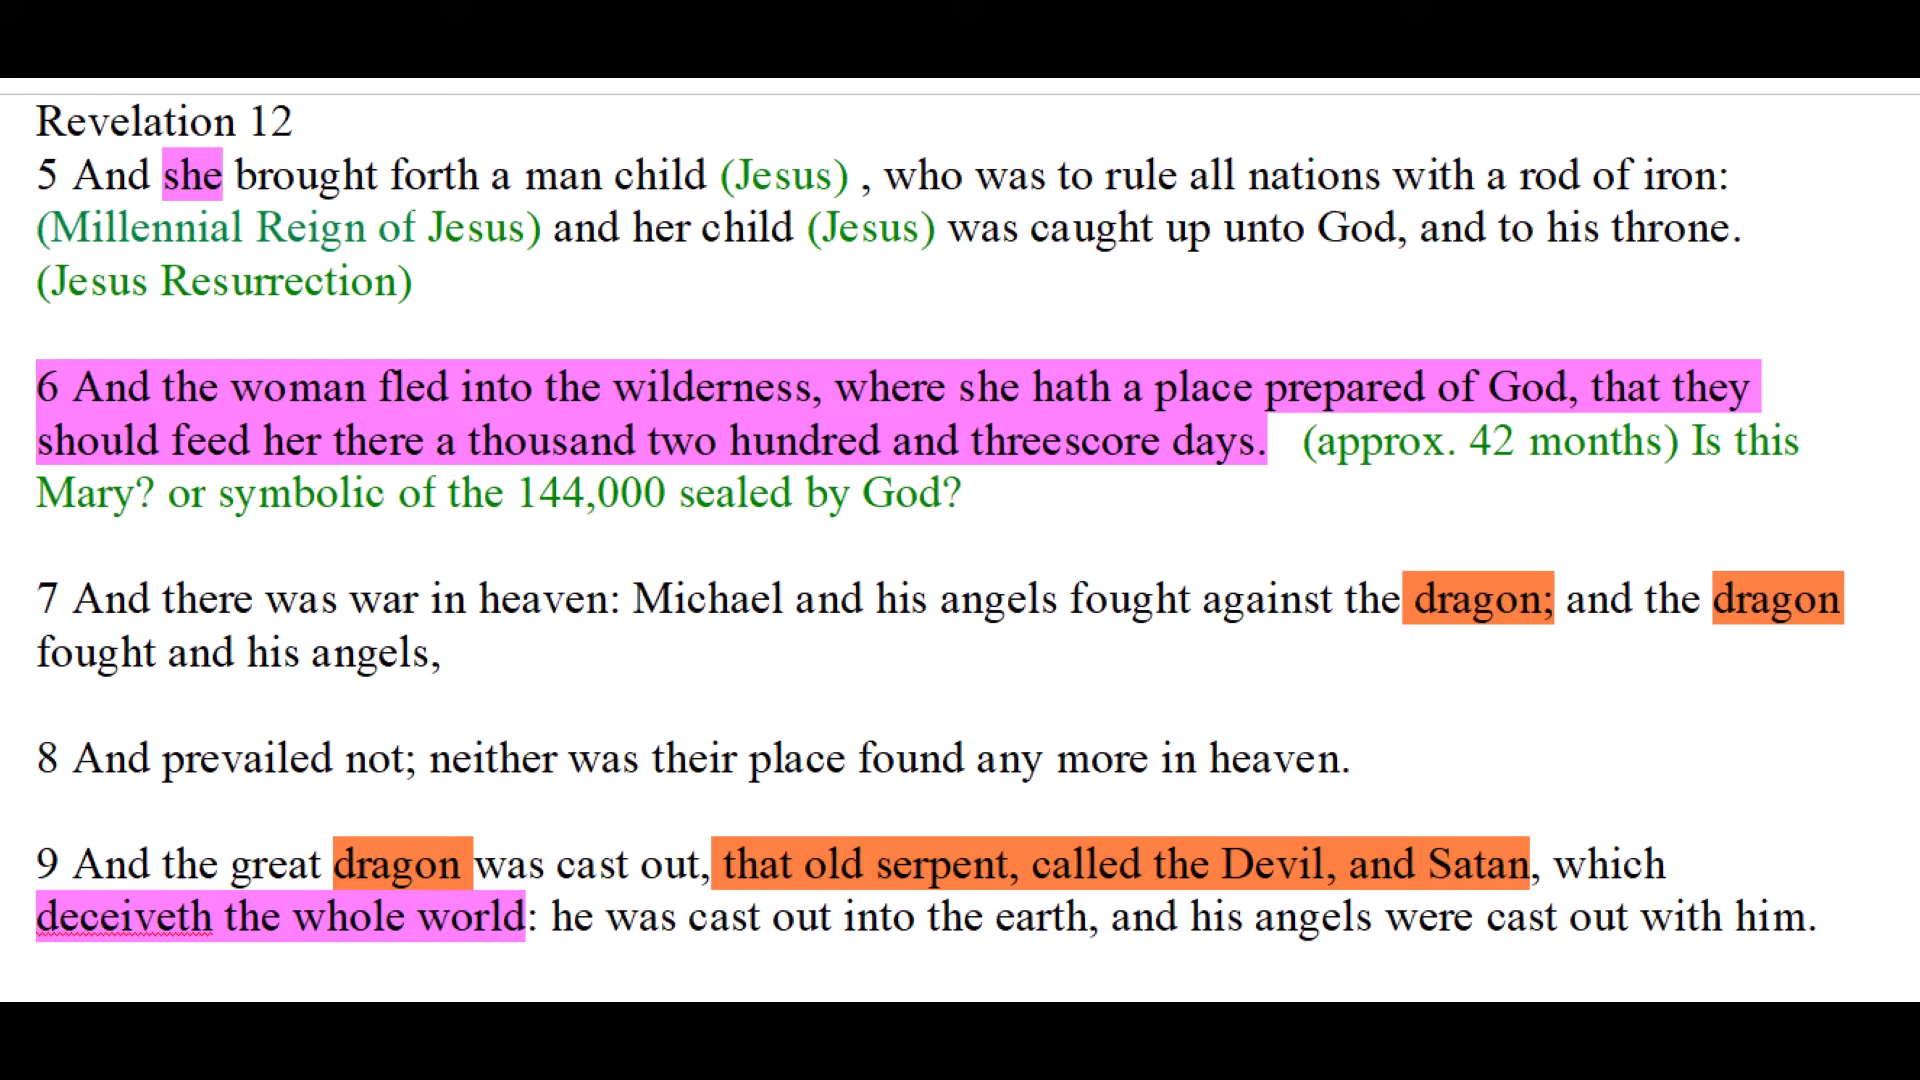 Revelation 12
5 And she brought forth a man child (Jesus) , who was to rule all nations with a rod of iron:
(Millennial Reign of Jesus) and her child (Jesus) was caught up unto God, and to his throne.
(Jesus Resurrection)
6 And the woman fled into the wilderness, where she hath a place prepared of God, that they
should feed her there a thousand two hundred and threescore days. (approx. 42 months) Is this
Mary? or symbolic of the 144,000 sealed by God?
7 And there was war in heaven: Michael and his angels fought against the dragon; and the dragon
fought and his angels,
8 And prevailed not; neither was their place found any more in heaven.
9 And the great dragon was cast out, that old serpent, called the Devil, and Satan, which
deceiveth the whole world: he was cast out into the earth, and his angels were cast out with him.